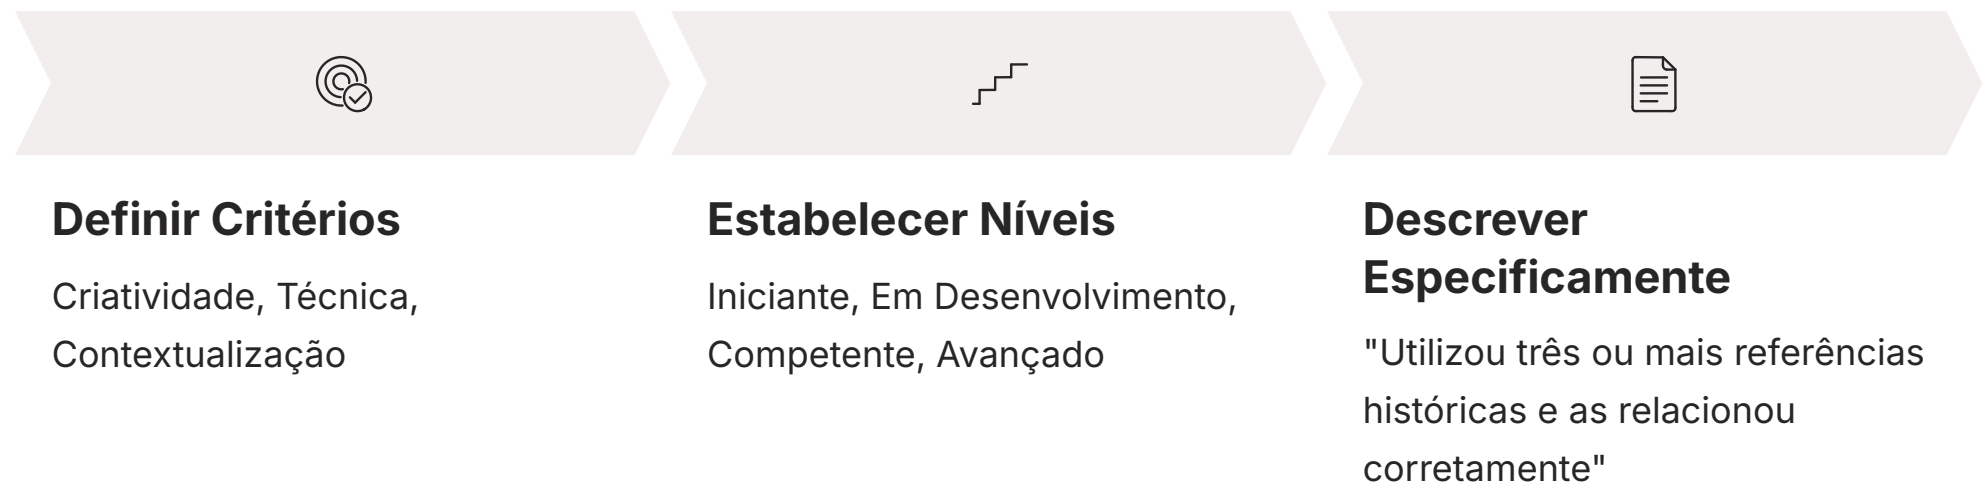 Definir Critérios
Criatividade, Técnica,
Contextualização
Estabelecer Níveis
Iniciante, Em Desenvolvimento,
Competente, Avançado
Descrever
Especificamente
"Utilizou três ou mais referências
históricas e as relacionou
corretamente"